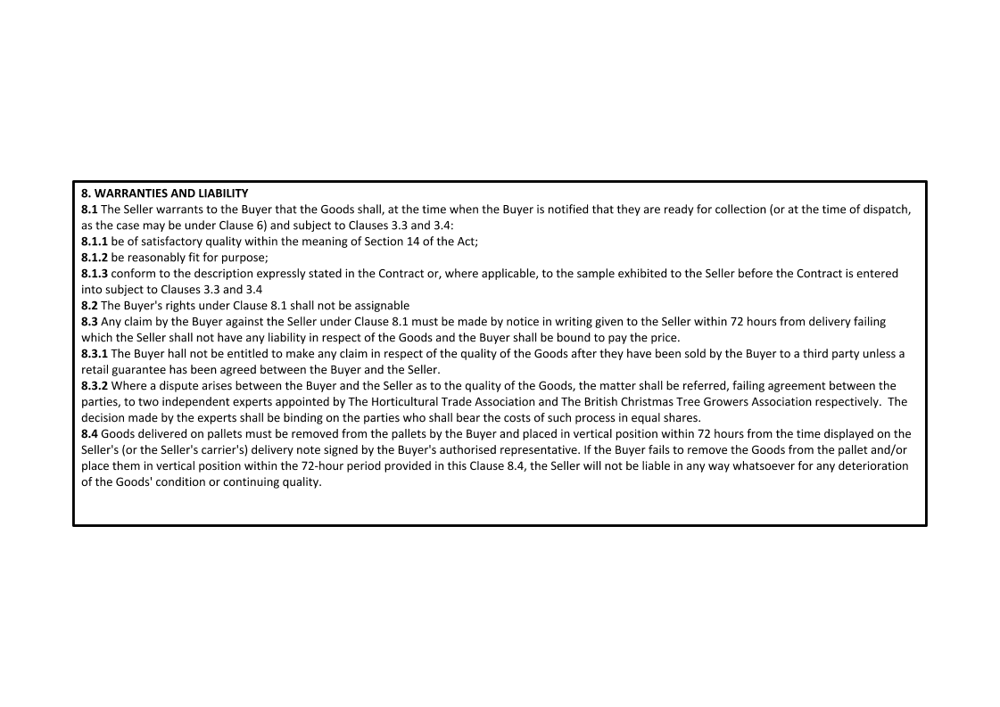 8. WARRANTIES AND LIABILITY
8.1 The Seller warrants to the Buyer that the Goods shall, at the time when the Buyer is notified that they are ready for collection (or at the time of dispatch,
as the case may be under Clause 6) and subject to Clauses 3.3 and 3.4:
8.1.1 be of satisfactory quality within the meaning of Section 14 of the Act;
8.1.2 be reasonably fit for purpose;
8.1.3 conform to the description expressly stated in the Contract or, where applicable, to the sample exhibited to the Seller before the Contract is entered
into subject to Clauses 3.3 and 3.4
8.2 The Buyer's rights under Clause 8.1 shall not be assignable
8.3 Any claim by the Buyer against the Seller under Clause 8.1 must be made by notice in writing given to the Seller within 72 hours from delivery failing
which the Seller shall not have any liability in respect of the Goods and the Buyer shall be bound to pay the price.
8.3.1 The Buyer hall not be entitled to make any claim in respect of the quality of the Goods after they have been sold by the Buyer to a third party unless a
retail guarantee has been agreed between the Buyer and the Seller.
8.3.2 Where a dispute arises between the Buyer and the Seller as to the quality of the Goods, the matter shall be referred, failing agreement between the
parties, to two independent experts appointed by The Horticultural Trade Association and The British Christmas Tree Growers Association respectively.  The
decision made by the experts shall be binding on the parties who shall bear the costs of such process in equal shares.
8.4 Goods delivered on pallets must be removed from the pallets by the Buyer and placed in vertical position within 72 hours from the time displayed on the
Seller's (or the Seller's carrier's) delivery note signed by the Buyer's authorised representative. If the Buyer fails to remove the Goods from the pallet and/or
place them in vertical position within the 72-hour period provided in this Clause 8.4, the Seller will not be liable in any way whatsoever for any deterioration
of the Goods' condition or continuing quality.